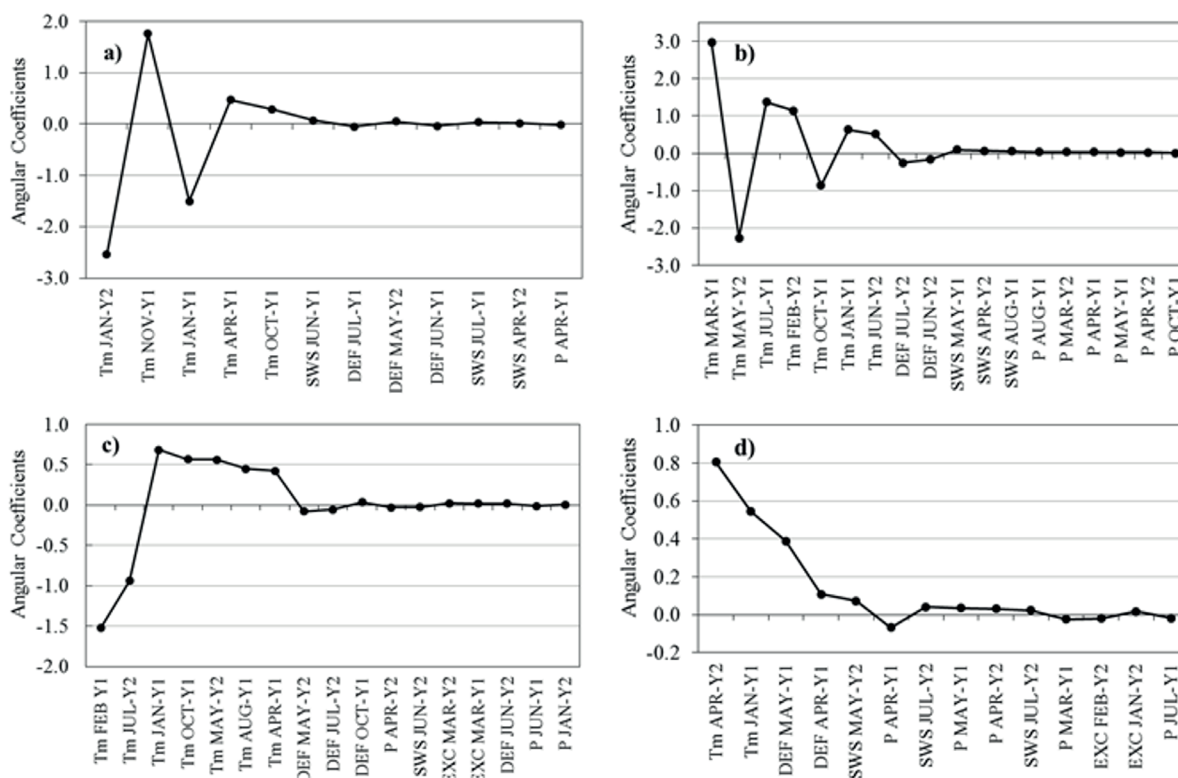 a)
Angular Coefficients
2.0
1.0
0.0
-1.0
-2.0
-3.0
Tm JAN-Y2
Tm NOV-Y1
Tm JAN-Y1
Tm APR-Y1
Tm OCT-Y1
SWS JUN-Y1
DEF JUL-Y1
DEF MAY-Y2
DEF JUN-Y1
SWS JUL-Y1
SWS APR-Y2
P APR-Y1
b)
Angular Coefficients
3.0
2.0
1.0
0.0
-1.0
-2.0
-3.0
Tm MAR-Y1
Tm MAY-Y2
Tm JUL-Y1
Tm FEB-Y2
Tm OCT-Y1
Tm JAN-Y1
Tm JUN-Y2
DEF JUL-Y2
DEF JUN-Y2
SWS MAY-Y1
SWS APR-Y2
SWS AUG-Y1
P AUG-Y1
P MAR-Y2
P APR-Y1
P MAY-Y1
P APR-Y2
P OCT-Y1
c)
Angular Coefficients
1.0
0.5
0.0
-0.5
-1.0
-1.5
-2.0
Tm FEB Y1
Tm JUL-Y2
Tm JAN-Y1
Tm OCT-Y1
Tm MAY-Y2
Tm AUG-Y1
Tm APR-Y1
DEF MAY-Y2
DEF JUL-Y2
DEF OCT-Y1
P APR-Y2
SWS JUN-Y2
EXC MAR-Y2
EXC MAR-Y1
DEF JUN-Y2
P JUN-Y1
P JAN-Y2
d)
Angular Coefficients
1.0
0.8
0.6
0.4
0.2
0.0
-0.2
Tm APR-Y2
Tm JAN-Y1
DEF MAY-Y1
DEF APR-Y1
SWS MAY-Y2
P APR-Y1
SWS JUL-Y2
P MAY-Y1
P APR-Y2
SWS JUL-Y2
P MAR-Y1
EXC FEB-Y2
EXC JAN-Y2
P JUL-Y1